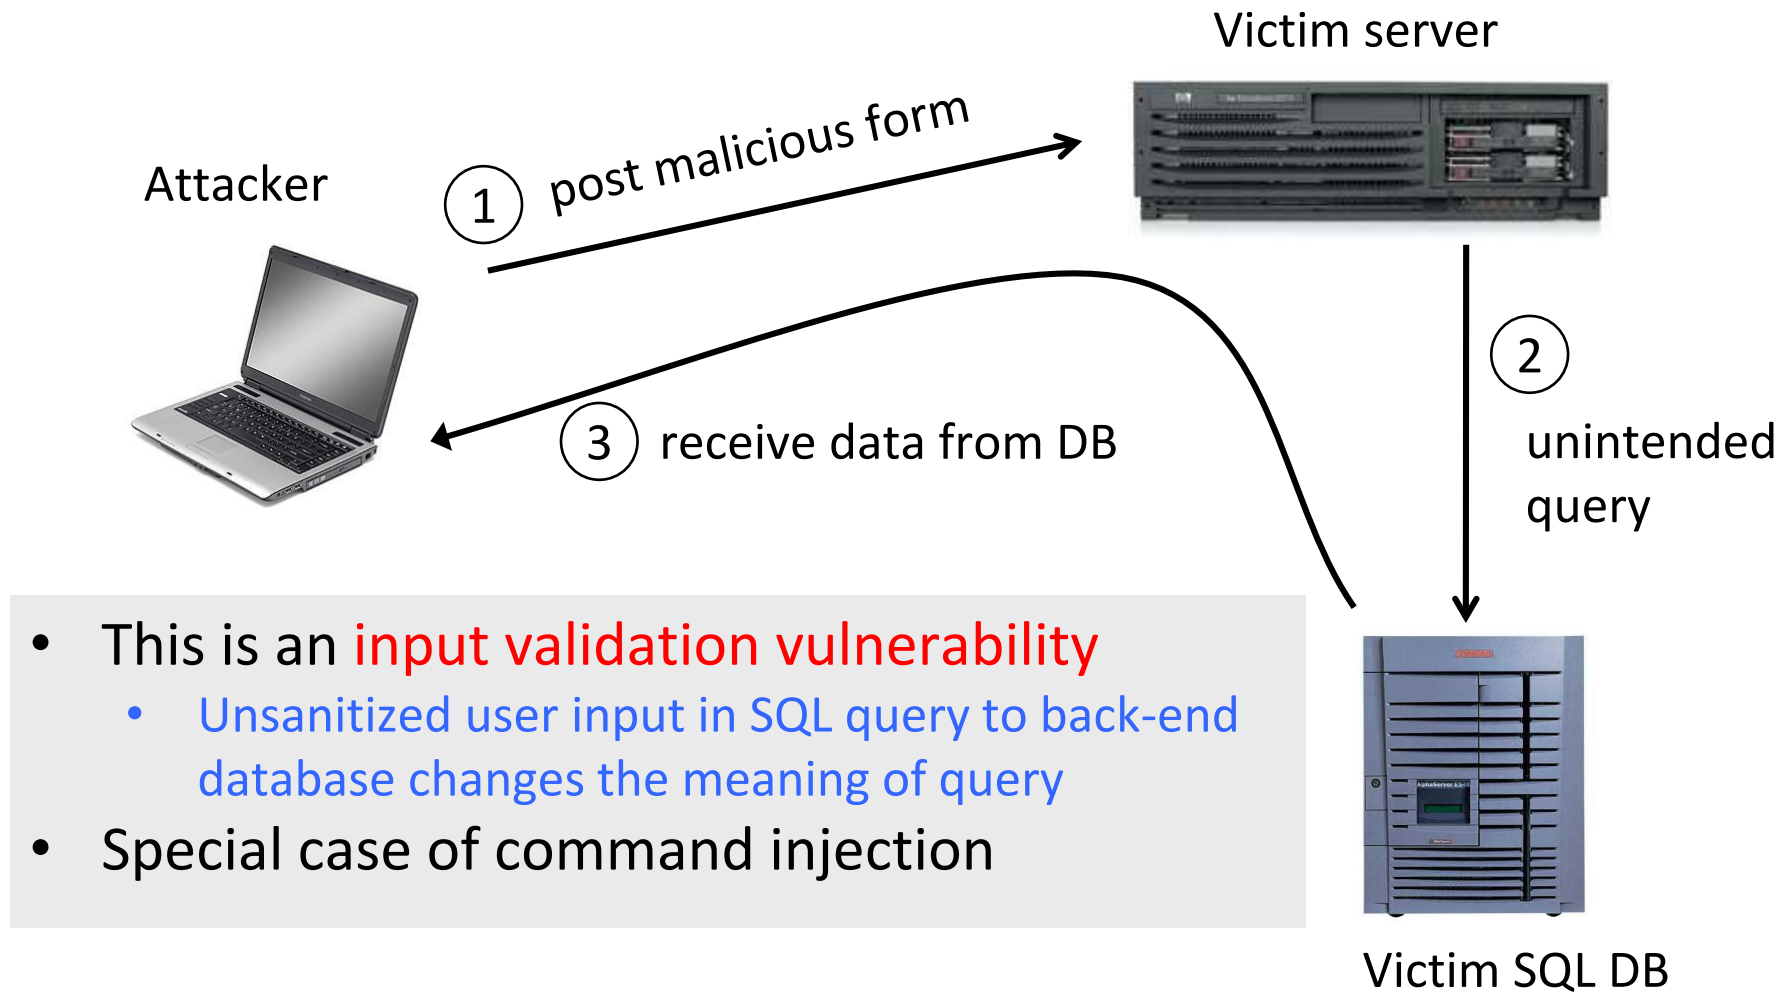 Victim server
Attacker
1 post malicious form
2
unintended
query
3 receive data from DB
• This is an input validation vulnerability
• Unsanitized user input in SQL query to back-end
database changes the meaning of query
• Special case of command injection
Victim SQL DB